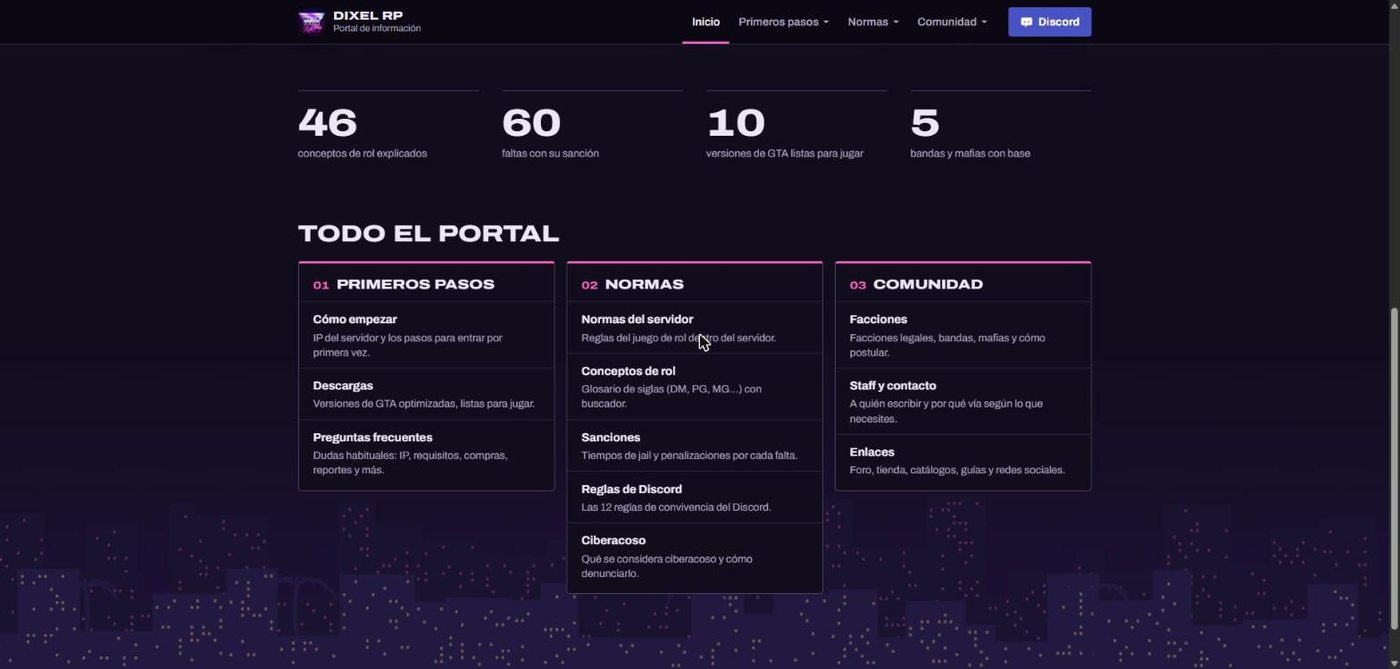 DIXEL RP
Portal de información
Inicio
Primeros pasos
Normas
Comunidad
Discord
46
conceptos de rol explicados
60
faltas con su sanción
10
versiones de GTA listas para jugar
5
bandas y mafias con base
TODO EL PORTAL
01 PRIMEROS PASOS
Cómo empezar
IP del servidor y los pasos para entrar por
primera vez.
Descargas
Versiones de GTA optimizadas, listas para jugar.
Preguntas frecuentes
Dudas habituales: IP, requisitos, compras,
reportes y más.
02 NORMAS
Normas del servidor
Reglas del juego de rol dentro del servidor.
Conceptos de rol
Glosario de siglas (DM, PG, MG...) con
buscador.
Sanciones
Tiempos de jail y penalizaciones por cada falta.
Reglas de Discord
Las 12 reglas de convivencia del Discord.
Ciberacoso
Qué se considera ciberacoso y cómo
denunciarlo.
03 COMUNIDAD
Facciones
Facciones legales, bandas, mafias y cómo
postular.
Staff y contacto
A quién escribir y por qué vía según lo que
necesites.
Enlaces
Foro, tienda, catálogos, guías y redes sociales.